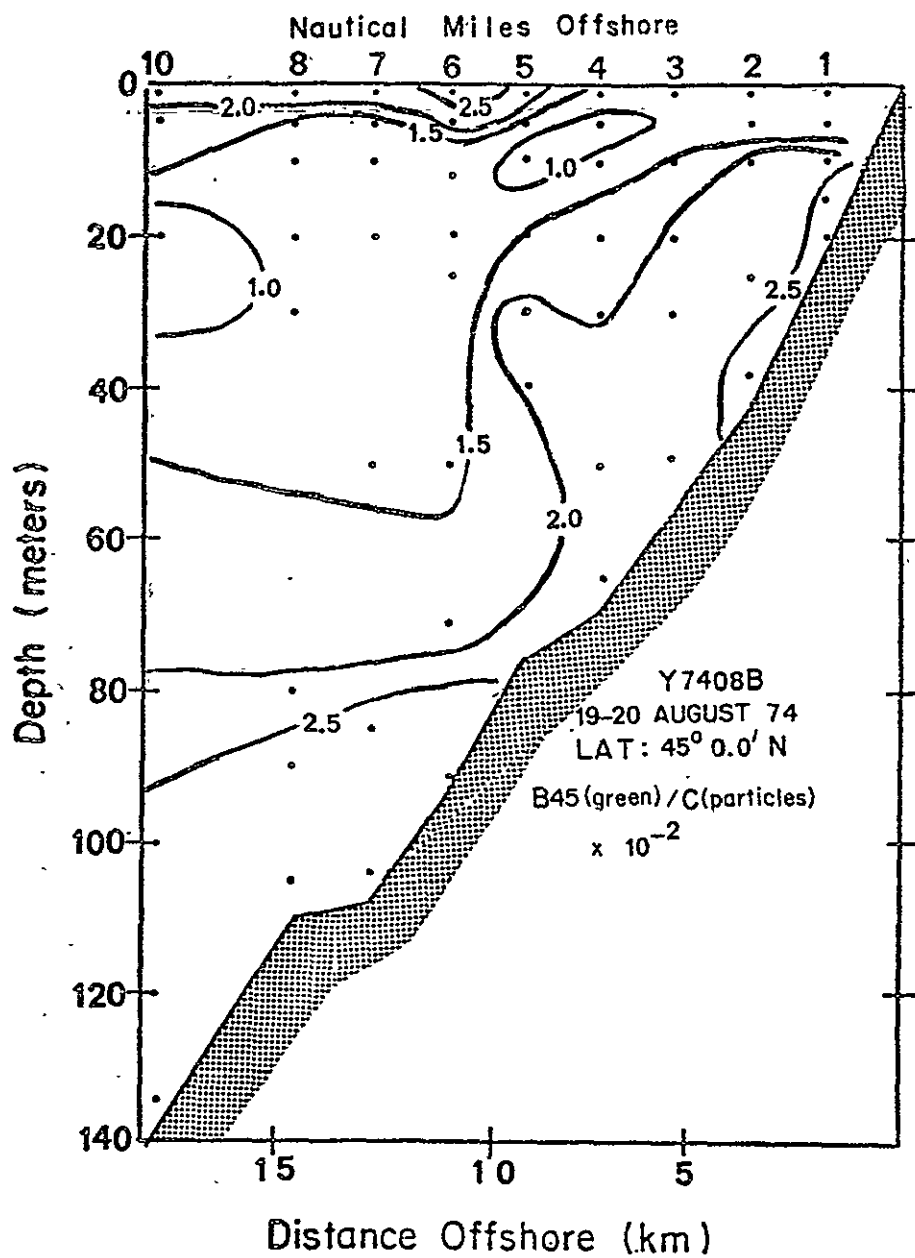 Nautical Miles Offshore
10 8 7 6 5 4 3 2 1
0
20
40
60
80
100
120
140
Depth (meters)
2.0
2.5
1.5
1.0
1.0
2.5
1.5
2.0
2.5
Y7408B
19-20 AUGUST 74
LAT: 45° 0.0' N
B45(green)/C(particles)
x 10⁻²
15 10 5
Distance Offshore (km)